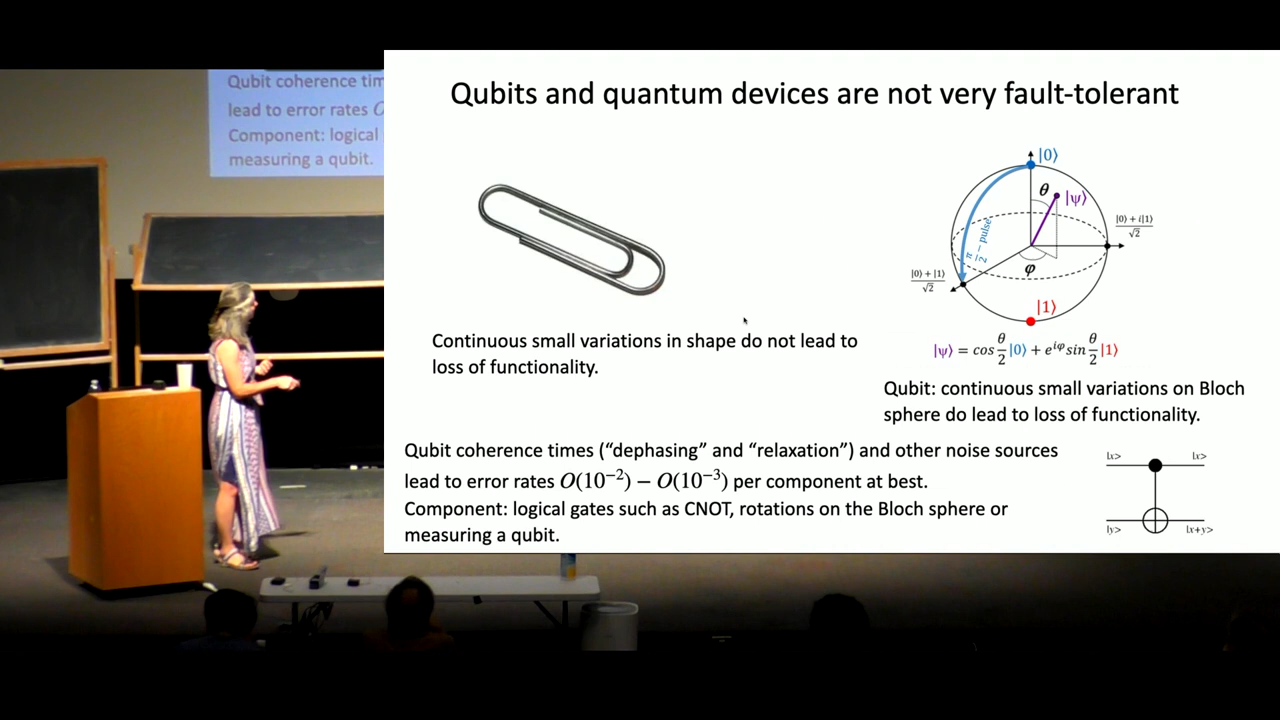 Qubit coherence tim
lead to error rates O
Component: logical
measuring a qubit.
Qubits and quantum devices are not very fault-tolerant
|0⟩
θ
|ψ⟩
π/2 – pulse
φ
|0⟩ + i|1⟩ / √2
|0⟩ + |1⟩ / √2
|1⟩
|ψ⟩ = cos θ/2 |0⟩ + e^{iφ} sin θ/2 |1⟩
Continuous small variations in shape do not lead to
loss of functionality.
Qubit: continuous small variations on Bloch
sphere do lead to loss of functionality.
Qubit coherence times (“dephasing” and “relaxation”) and other noise sources
lead to error rates O(10⁻²) – O(10⁻³) per component at best.
Component: logical gates such as CNOT, rotations on the Bloch sphere or
measuring a qubit.
|x> |x>
|y> |x+y>